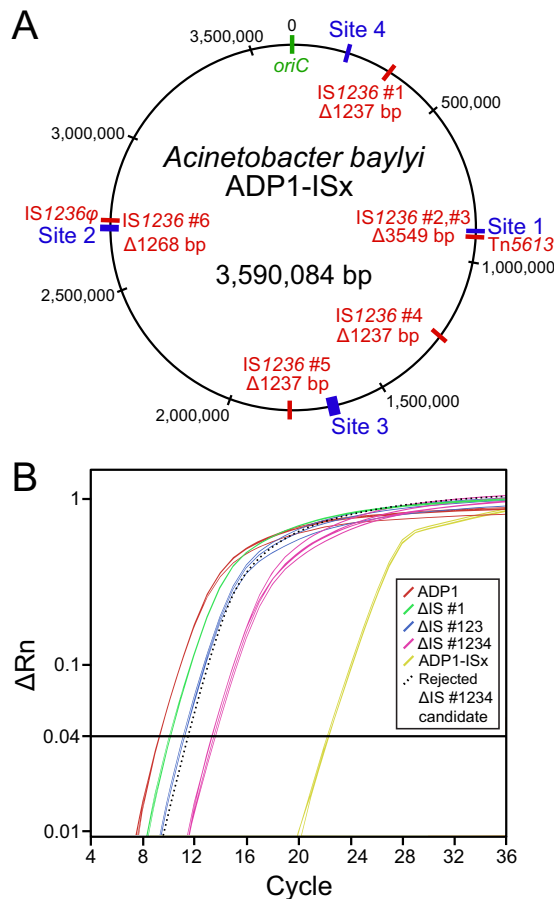 A
0
Site 4
3,500,000
oriC
IS1236 #1
Δ1237 bp
500,000
3,000,000
Acinetobacter baylyi
ADP1-ISx
IS1236φ
IS1236 #6
IS1236 #2,#3
Site 1
Site 2
Δ1268 bp
Δ3549 bp
Tn5613
1,000,000
3,590,084 bp
2,500,000
IS1236 #4
Δ1237 bp
IS1236 #5
Δ1237 bp
1,500,000
2,000,000
Site 3
B
1
0.1
0.04
0.01
ΔRn
ADP1
ΔIS #1
ΔIS #123
ΔIS #1234
ADP1-ISx
Rejected
ΔIS #1234
candidate
4 8 12 16 20 24 28 32 36
Cycle